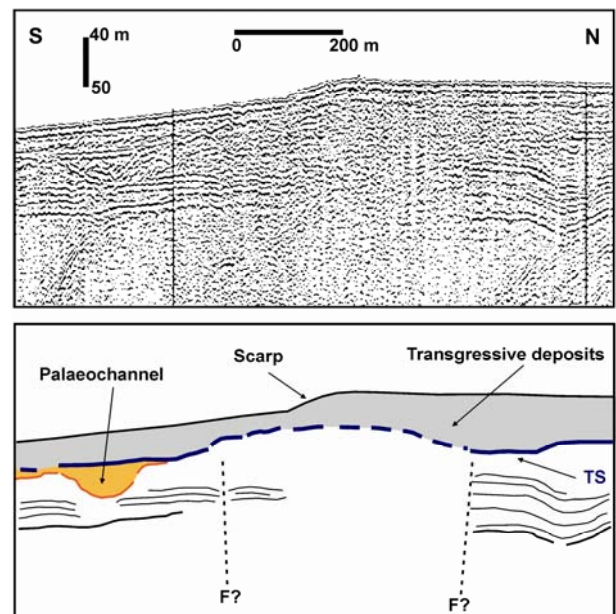 S
40 m
50
0
200 m
N
Scarp
Transgressive deposits
Palaeochannel
TS
F?
F?